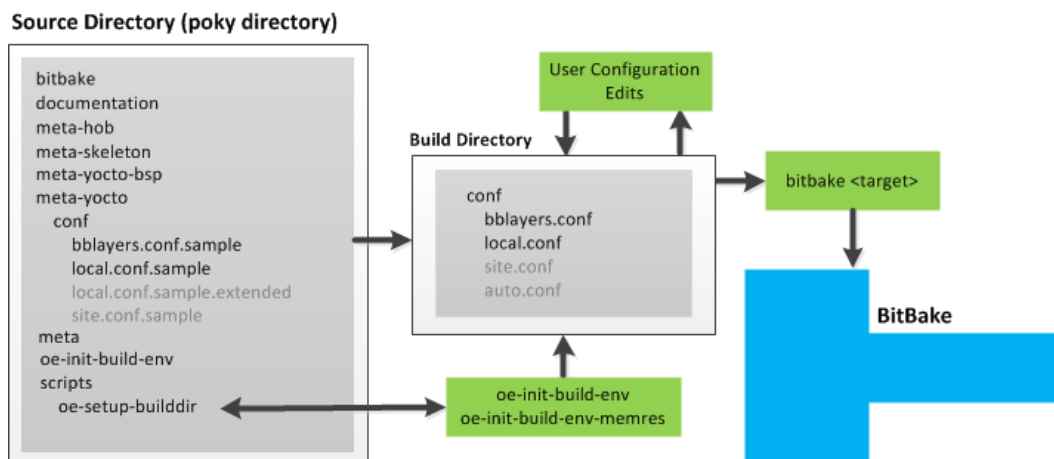 Source Directory (poky directory)
bitbake
documentation
meta-hob
meta-skeleton
meta-yocto-bsp
meta-yocto
conf
bblayers.conf.sample
local.conf.sample
local.conf.sample.extended
site.conf.sample
meta
oe-init-build-env
scripts
oe-setup-builddir
User Configuration
Edits
Build Directory
conf
bblayers.conf
local.conf
site.conf
auto.conf
oe-init-build-env
oe-init-build-env-memres
bitbake <target>
BitBake